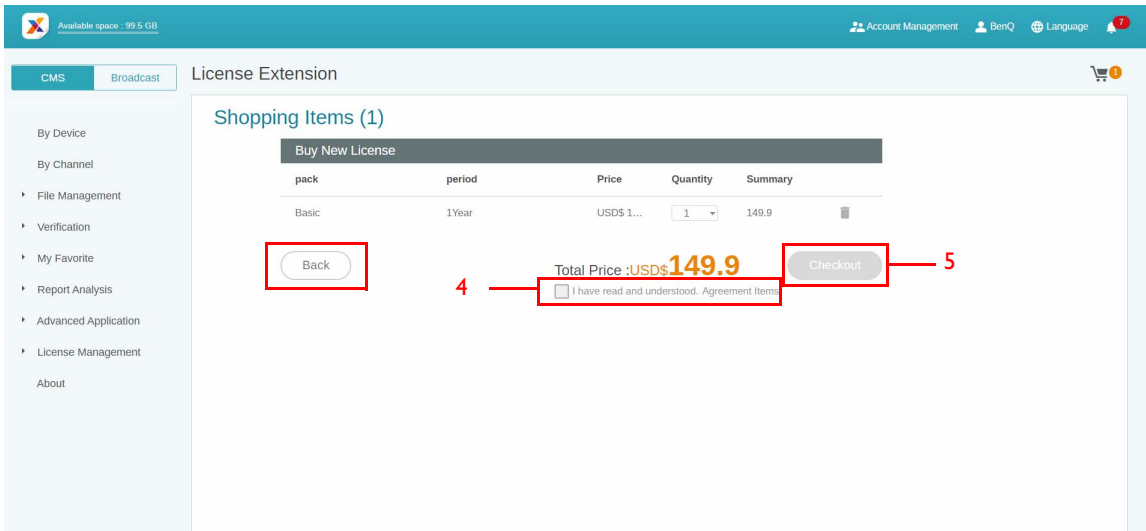 Available space : 99.5 GB
Account Management BenQ Language 7
CMS Broadcast
License Extension
1
By Device
By Channel
File Management
Verification
My Favorite
Report Analysis
Advanced Application
License Management
About
Shopping Items (1)
Buy New License
pack period Price Quantity Summary
Basic 1Year USD$ 1... 1 149.9
Back
Total Price :USD$149.9
Checkout
5
4
I have read and understood. Agreement Items